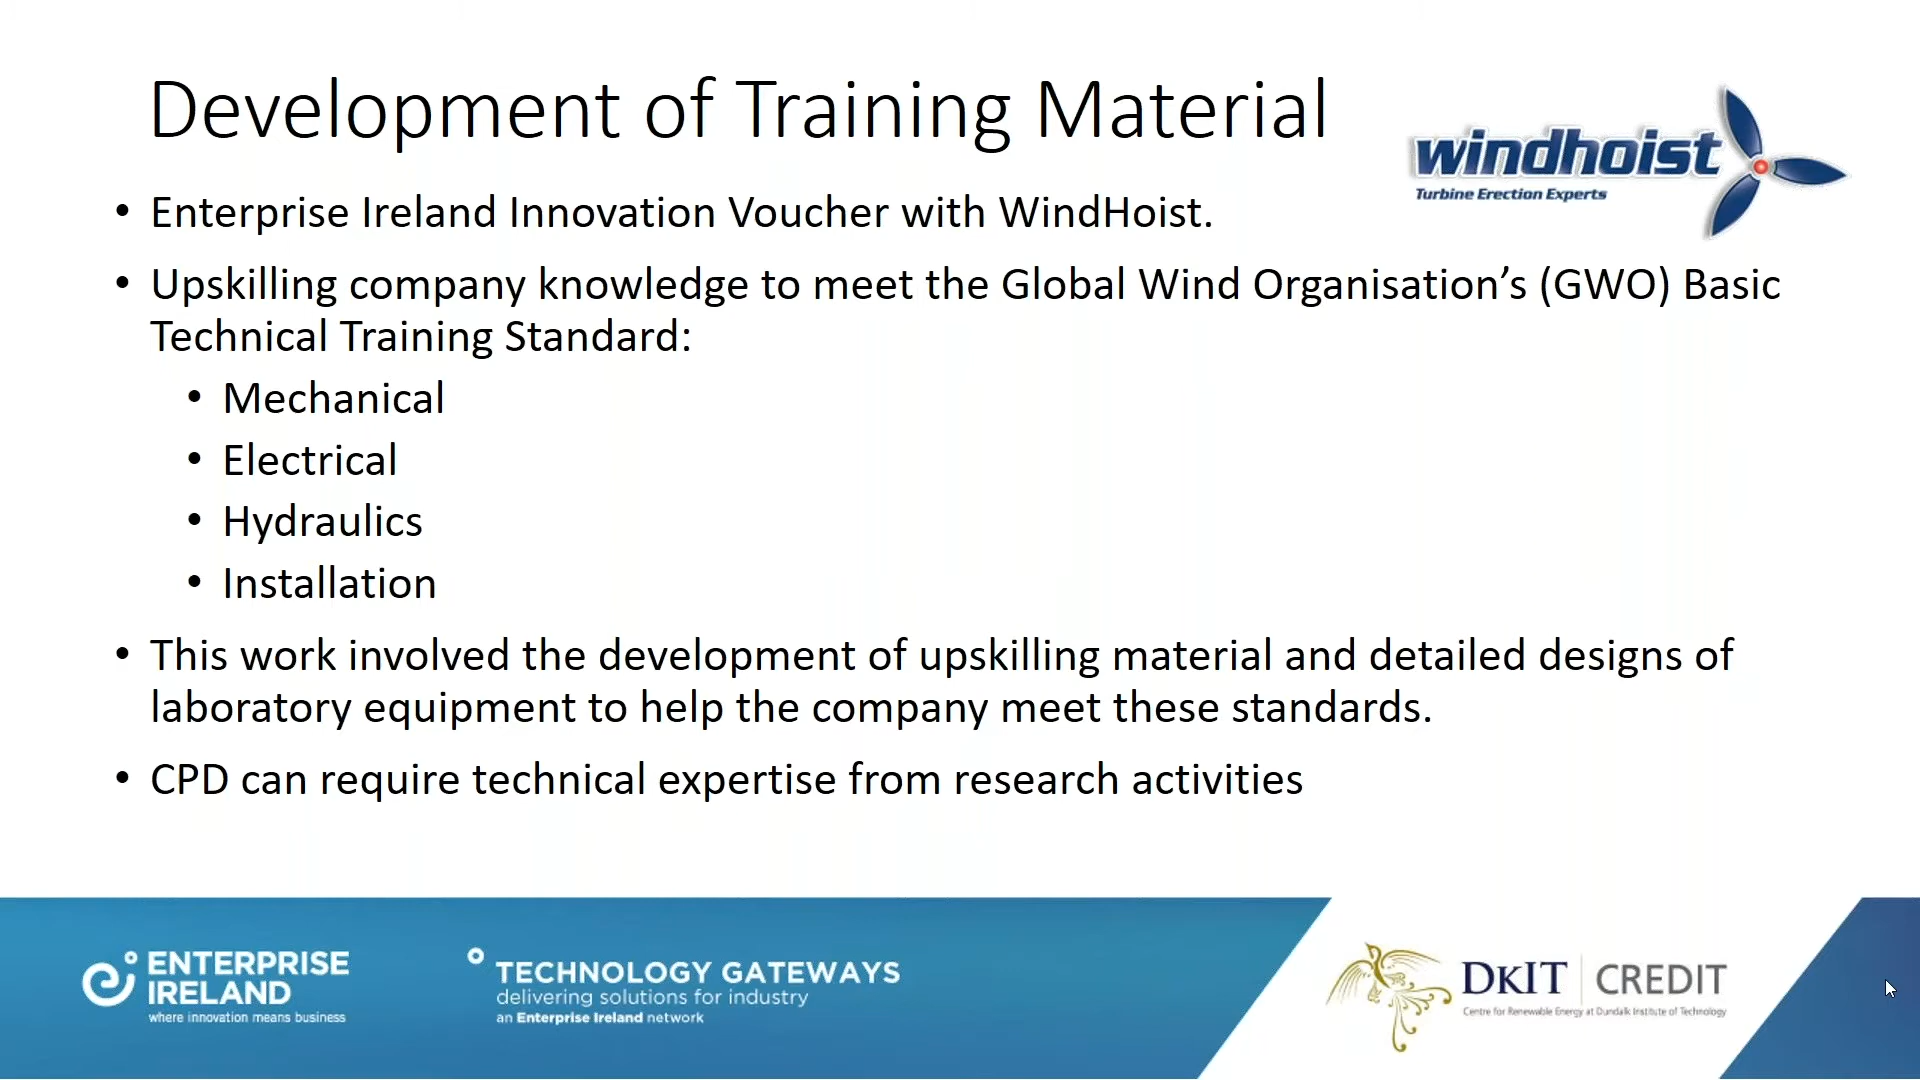 Development of Training Material
windhoist
Turbine Erection Experts
• Enterprise Ireland Innovation Voucher with WindHoist.
• Upskilling company knowledge to meet the Global Wind Organisation’s (GWO) Basic
Technical Training Standard:
• Mechanical
• Electrical
• Hydraulics
• Installation
• This work involved the development of upskilling material and detailed designs of
laboratory equipment to help the company meet these standards.
• CPD can require technical expertise from research activities
ENTERPRISE
IRELAND
where innovation means business
TECHNOLOGY GATEWAYS
delivering solutions for industry
an Enterprise Ireland network
DkIT CREDIT
Centre for Renewable Energy at Dundalk Institute of Technology